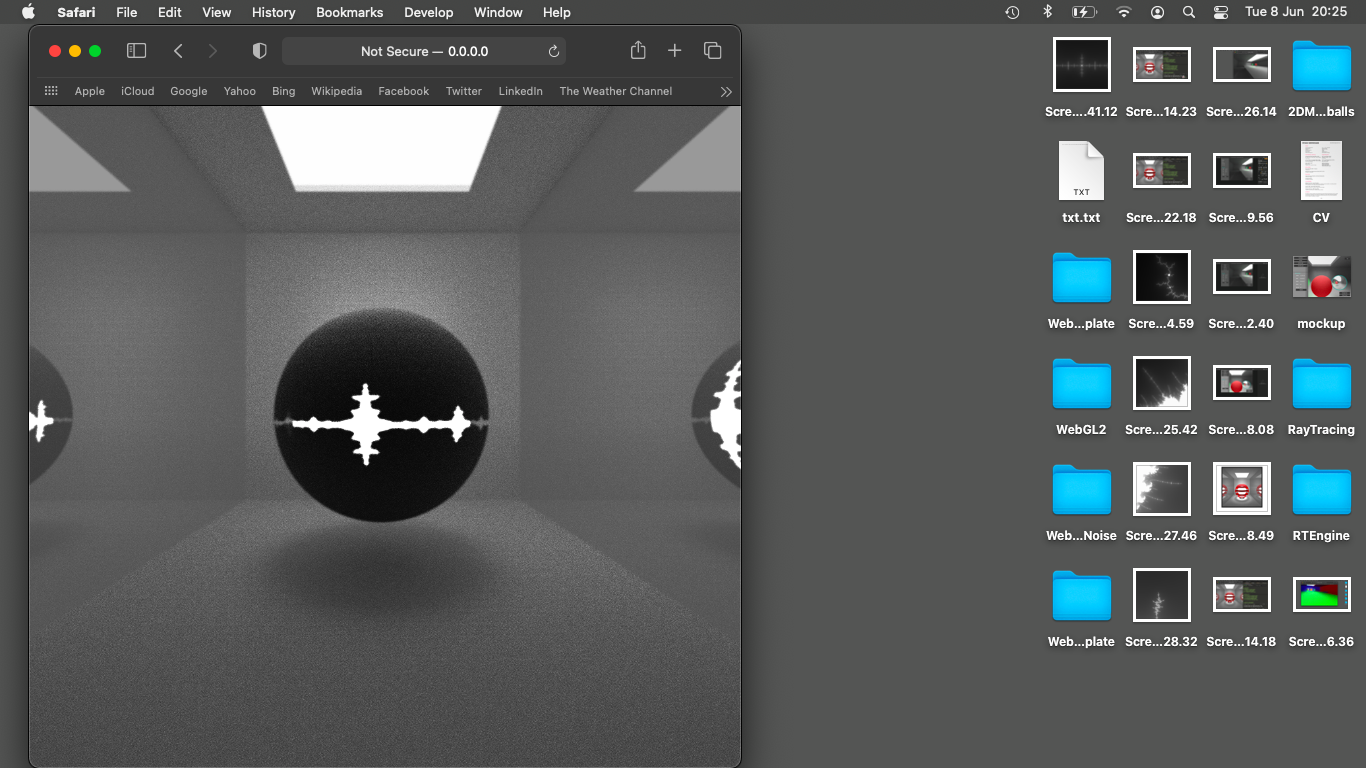 Safari File Edit View History Bookmarks Develop Window Help Tue 8 Jun 20:25
Not Secure — 0.0.0.0
Apple iCloud Google Yahoo Bing Wikipedia Facebook Twitter LinkedIn The Weather Channel
Scre....41.12 Scre...14.23 Scre...26.14 2DM...balls
TXT
txt.txt Scre...22.18 Scre...9.56 CV
Web...plate Scre...4.59 Scre...2.40 mockup
WebGL2 Scre...25.42 Scre...8.08 RayTracing
Web...Noise Scre...27.46 Scre...8.49 RTEngine
Web...plate Scre...28.32 Scre...14.18 Scre...6.36